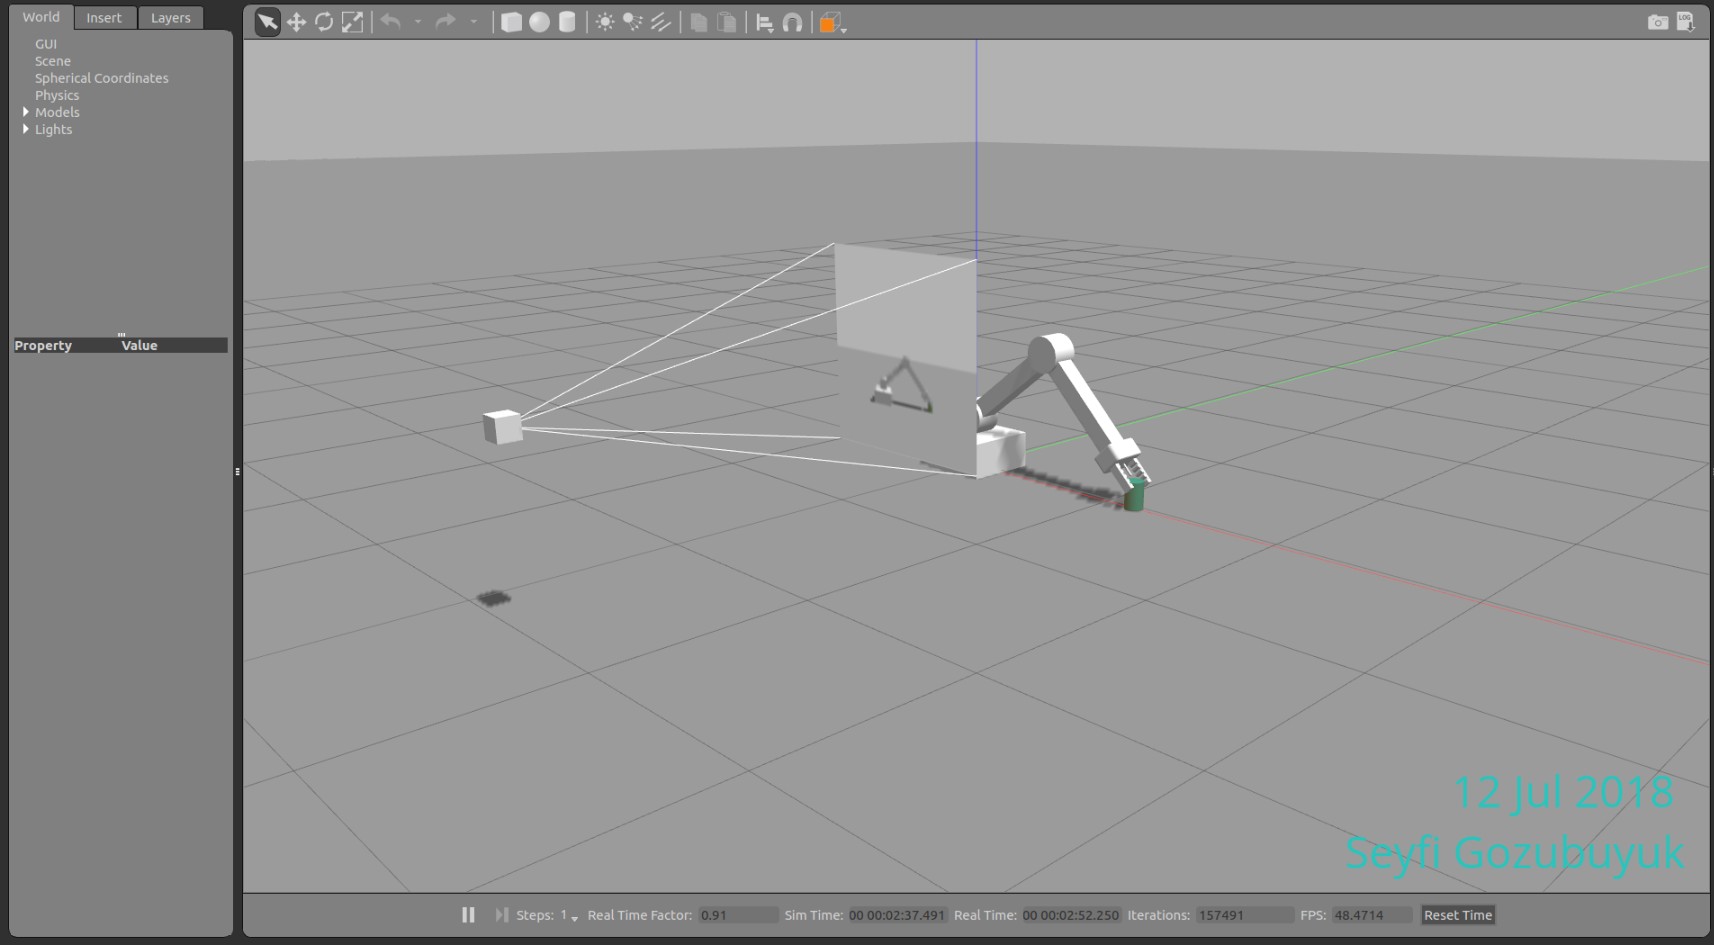 World Insert Layers
GUI
Scene
Spherical Coordinates
Physics
Models
Lights
Property Value
LOG
12 Jul 2018
Seyfi Gozubuyuk
Steps: 1 Real Time Factor: 0.91 Sim Time: 00 00:02:37.491 Real Time: 00 00:02:52.250 Iterations: 157491 FPS: 48.4714 Reset Time